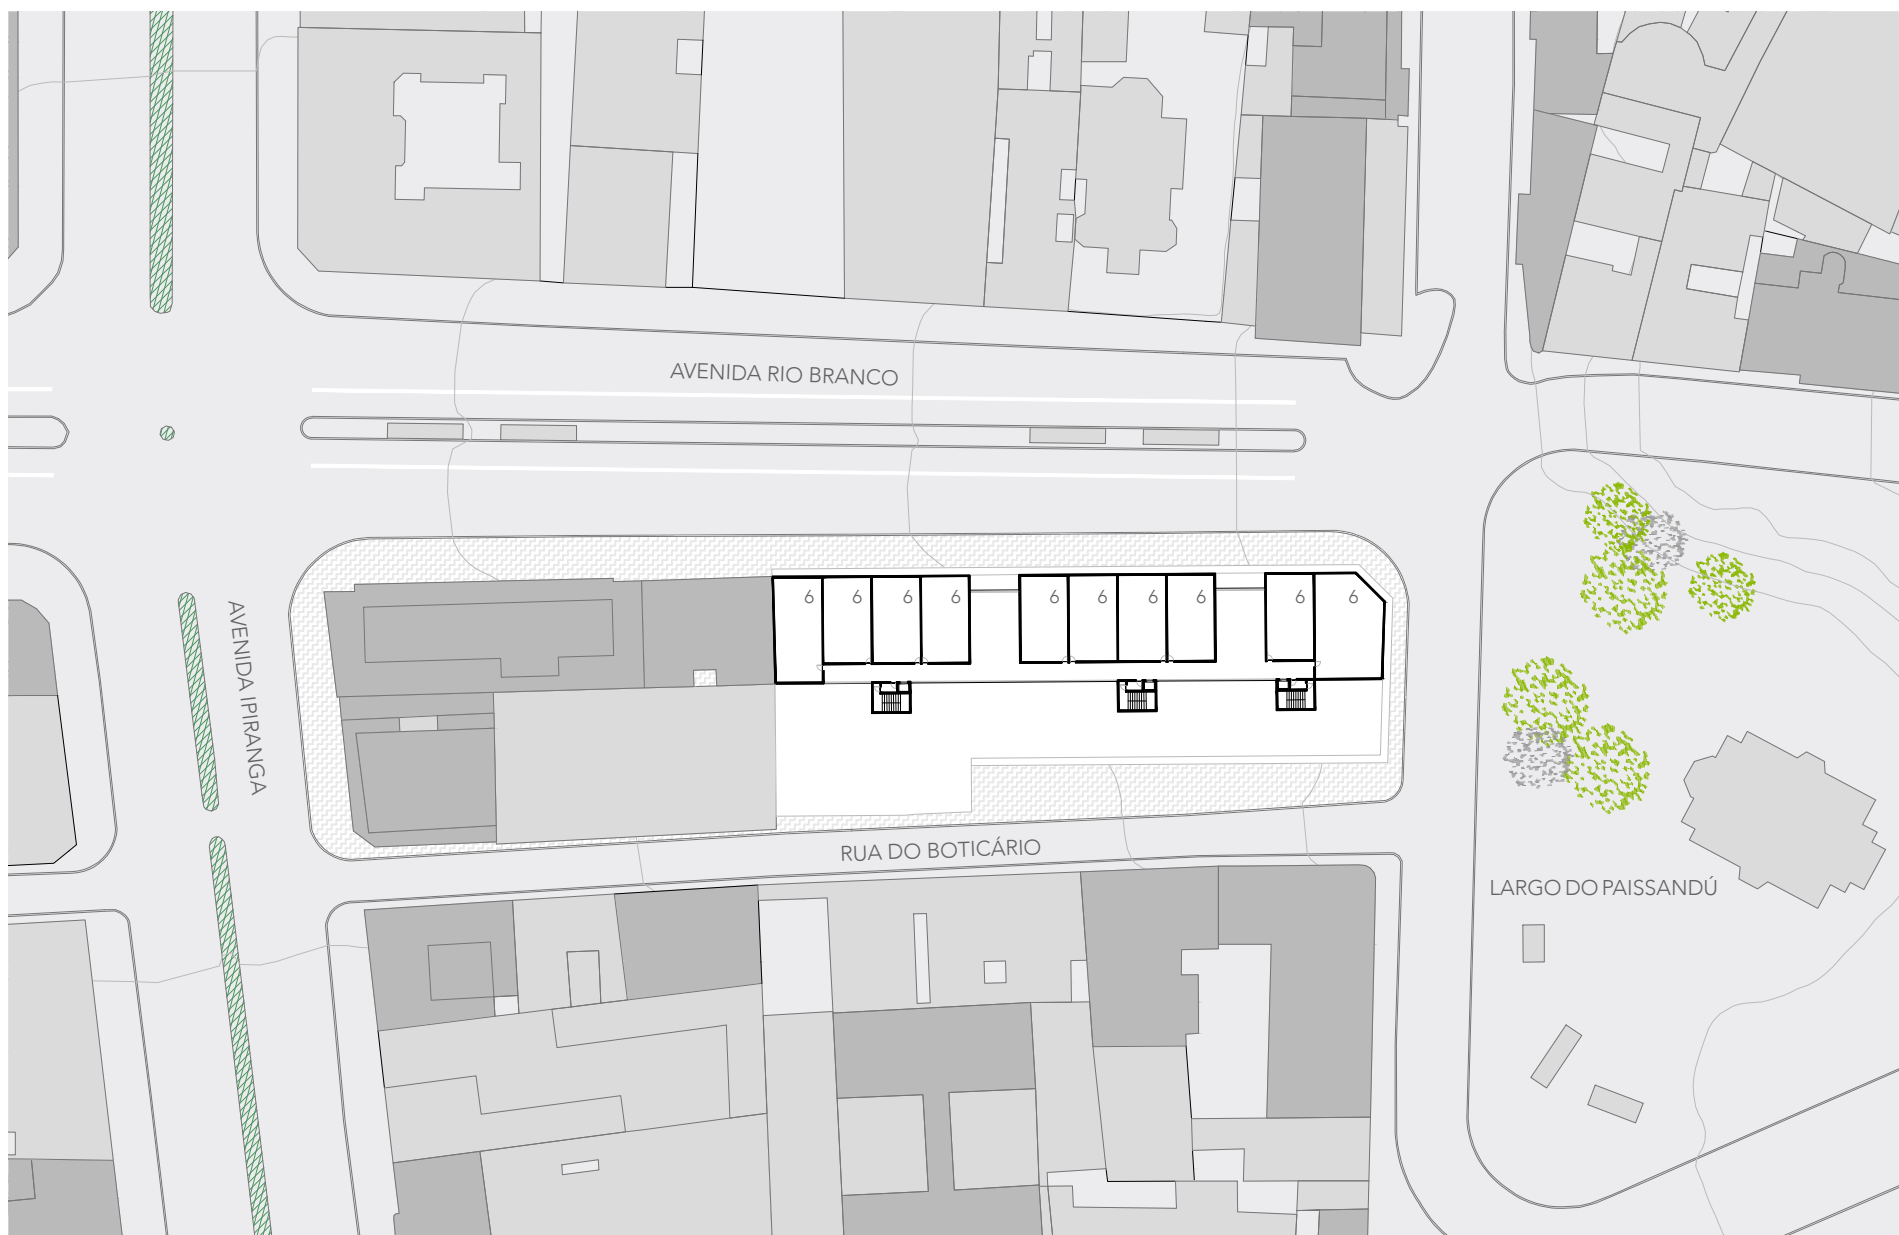 AVENIDA RIO BRANCO
6 6 6 6 6 6 6 6 6 6
AVENIDA IPIRANGA
RUA DO BOTICÁRIO
LARGO DO PAISSANDÚ